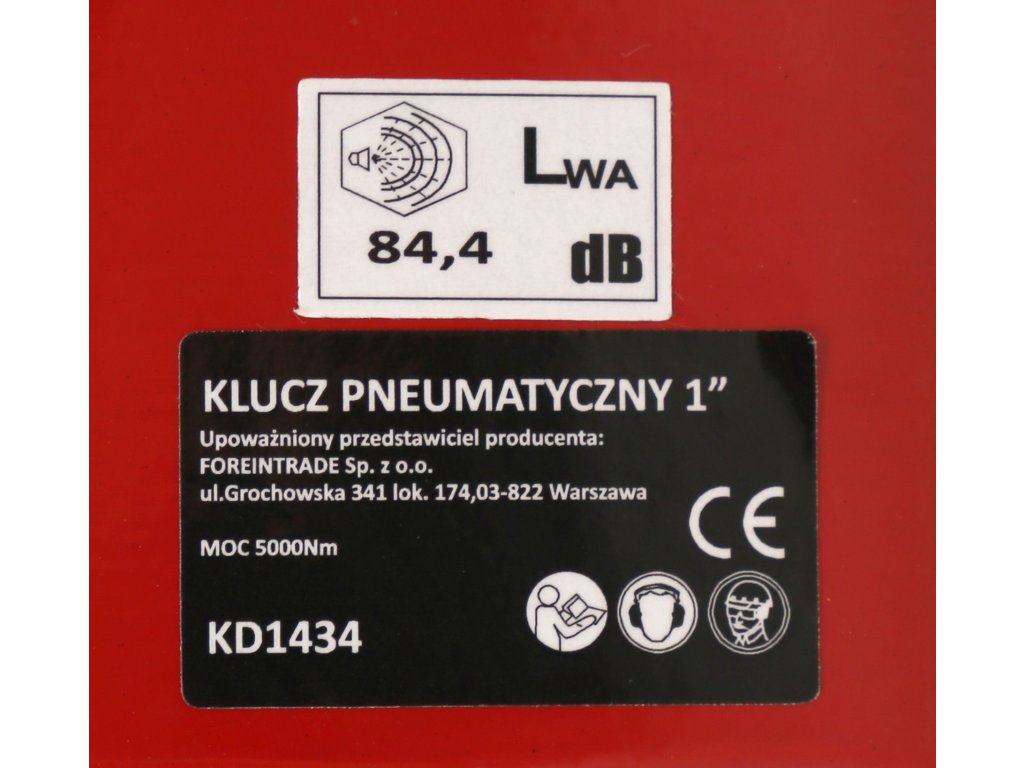 LWA
84,4 dB
KLUCZ PNEUMATYCZNY 1”
Upoważniony przedstawiciel producenta:
FOREINTRADE Sp. z o.o.
ul.Grochowska 341 lok. 174,03-822 Warszawa
CE
MOC 5000Nm
KD1434